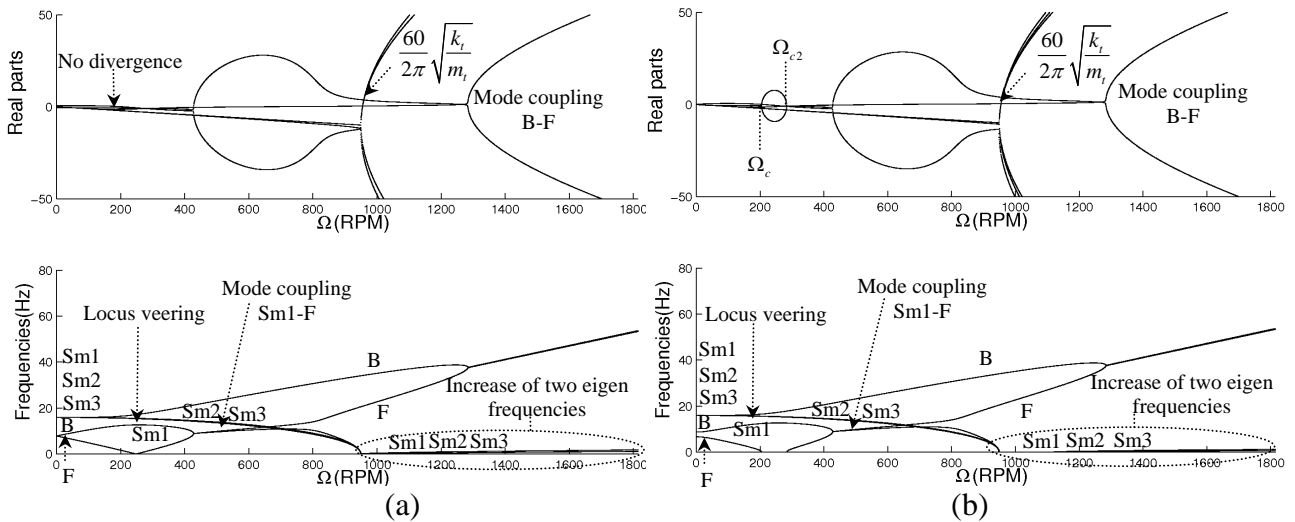 50
No divergence
60/2π √(k_t/m_t)
Real parts
0
Mode coupling
B-F
−50
0 200 400 600 800 1000 1200 1400 1600 1800
Ω(RPM)
80
Mode coupling
Sm1-F
60
Locus veering
Frequencies(Hz)
Sm1
40
B
Sm2
Increase of two eigen
frequencies
Sm3
20
Sm2 Sm3
F
B
Sm1
Sm1 Sm2 Sm3
0
0 200 400 600 800 1000 1200 1400 1600 1800
F
Ω(RPM)
(a)
50
Ω_c2
60/2π √(k_t/m_t)
Real parts
0
Mode coupling
B-F
Ω_c
−50
0 200 400 600 800 1000 1200 1400 1600 1800
Ω(RPM)
80
Mode coupling
Sm1-F
60
Locus veering
Frequencies(Hz)
Sm1
40
B
Sm2
Increase of two eigen
frequencies
Sm3
20
Sm2 Sm3
F
B
Sm1
Sm1 Sm2 Sm3
0
0 200 400 600 800 1000 1200 1400 1600 1800
F
Ω(RPM)
(b)